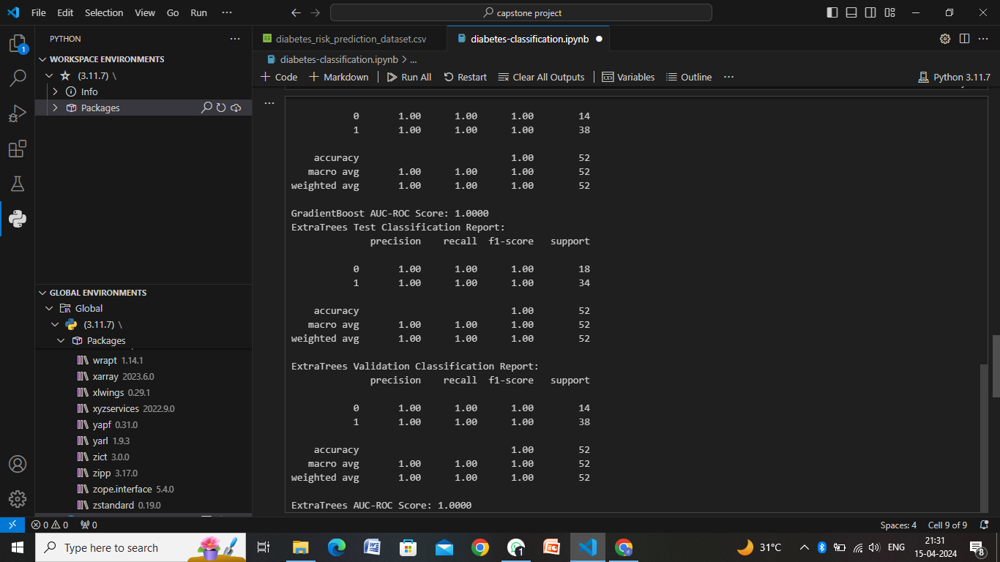 File Edit Selection View Go Run ··· capstone project
PYTHON ···
WORKSPACE ENVIRONMENTS
(3.11.7) \
Info
Packages
GLOBAL ENVIRONMENTS
Global
(3.11.7) \
Packages
wrapt 1.14.1
xarray 2023.6.0
xlwings 0.29.1
xyzservices 2022.9.0
yapf 0.31.0
yarl 1.9.3
zict 3.0.0
zipp 3.17.0
zope.interface 5.4.0
zstandard 0.19.0
1
diabetes_risk_prediction_dataset.csv diabetes-classification.ipynb
diabetes-classification.ipynb > ...
+ Code + Markdown Run All Restart Clear All Outputs Variables Outline ··· Python 3.11.7
0 1.00 1.00 1.00 14
1 1.00 1.00 1.00 38
accuracy 1.00 52
macro avg 1.00 1.00 1.00 52
weighted avg 1.00 1.00 1.00 52
GradientBoost AUC-ROC Score: 1.0000
ExtraTrees Test Classification Report:
precision recall f1-score support
0 1.00 1.00 1.00 18
1 1.00 1.00 1.00 34
accuracy 1.00 52
macro avg 1.00 1.00 1.00 52
weighted avg 1.00 1.00 1.00 52
ExtraTrees Validation Classification Report:
precision recall f1-score support
0 1.00 1.00 1.00 14
1 1.00 1.00 1.00 38
accuracy 1.00 52
macro avg 1.00 1.00 1.00 52
weighted avg 1.00 1.00 1.00 52
ExtraTrees AUC-ROC Score: 1.0000
0 0 0 Spaces: 4 Cell 9 of 9
Type here to search 1 31°C ENG 21:31
15-04-2024 8